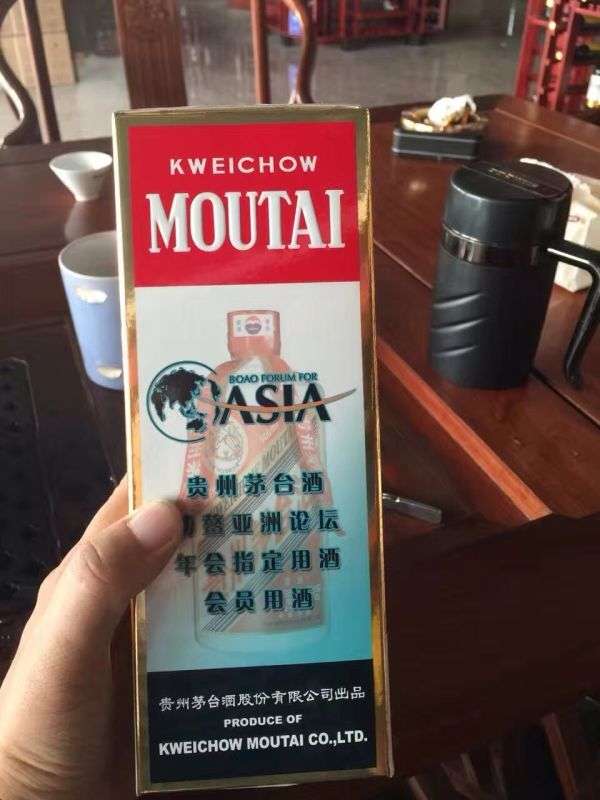 KWEICHOW
MOUTAI
BOAO FORUM FOR
ASIA
MOUTAI
贵州茅台酒
鳌亚洲论坛
年会指定用酒
会员用酒
贵州茅台酒股份有限公司出品
PRODUCE OF
KWEICHOW MOUTAI CO.,LTD.